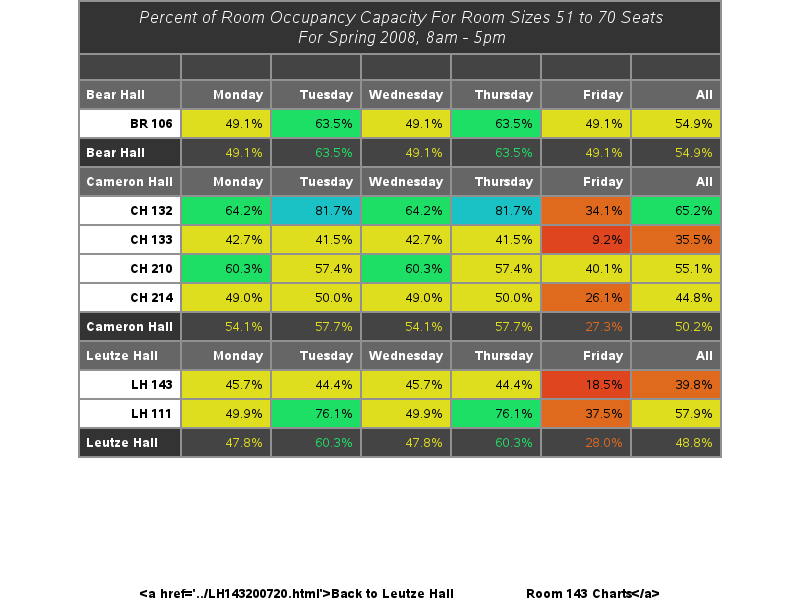 Percent of Room Occupancy Capacity For Room Sizes 51 to 70 Seats
For Spring 2008, 8am - 5pm
Bear Hall Monday Tuesday Wednesday Thursday Friday All
BR 106 49.1% 63.5% 49.1% 63.5% 49.1% 54.9%
Bear Hall 49.1% 63.5% 49.1% 63.5% 49.1% 54.9%
Cameron Hall Monday Tuesday Wednesday Thursday Friday All
CH 132 64.2% 81.7% 64.2% 81.7% 34.1% 65.2%
CH 133 42.7% 41.5% 42.7% 41.5% 9.2% 35.5%
CH 210 60.3% 57.4% 60.3% 57.4% 40.1% 55.1%
CH 214 49.0% 50.0% 49.0% 50.0% 26.1% 44.8%
Cameron Hall 54.1% 57.7% 54.1% 57.7% 27.3% 50.2%
Leutze Hall Monday Tuesday Wednesday Thursday Friday All
LH 143 45.7% 44.4% 45.7% 44.4% 18.5% 39.8%
LH 111 49.9% 76.1% 49.9% 76.1% 37.5% 57.9%
Leutze Hall 47.8% 60.3% 47.8% 60.3% 28.0% 48.8%
<a href='../LH143200720.html'>Back to Leutze Hall Room 143 Charts</a>